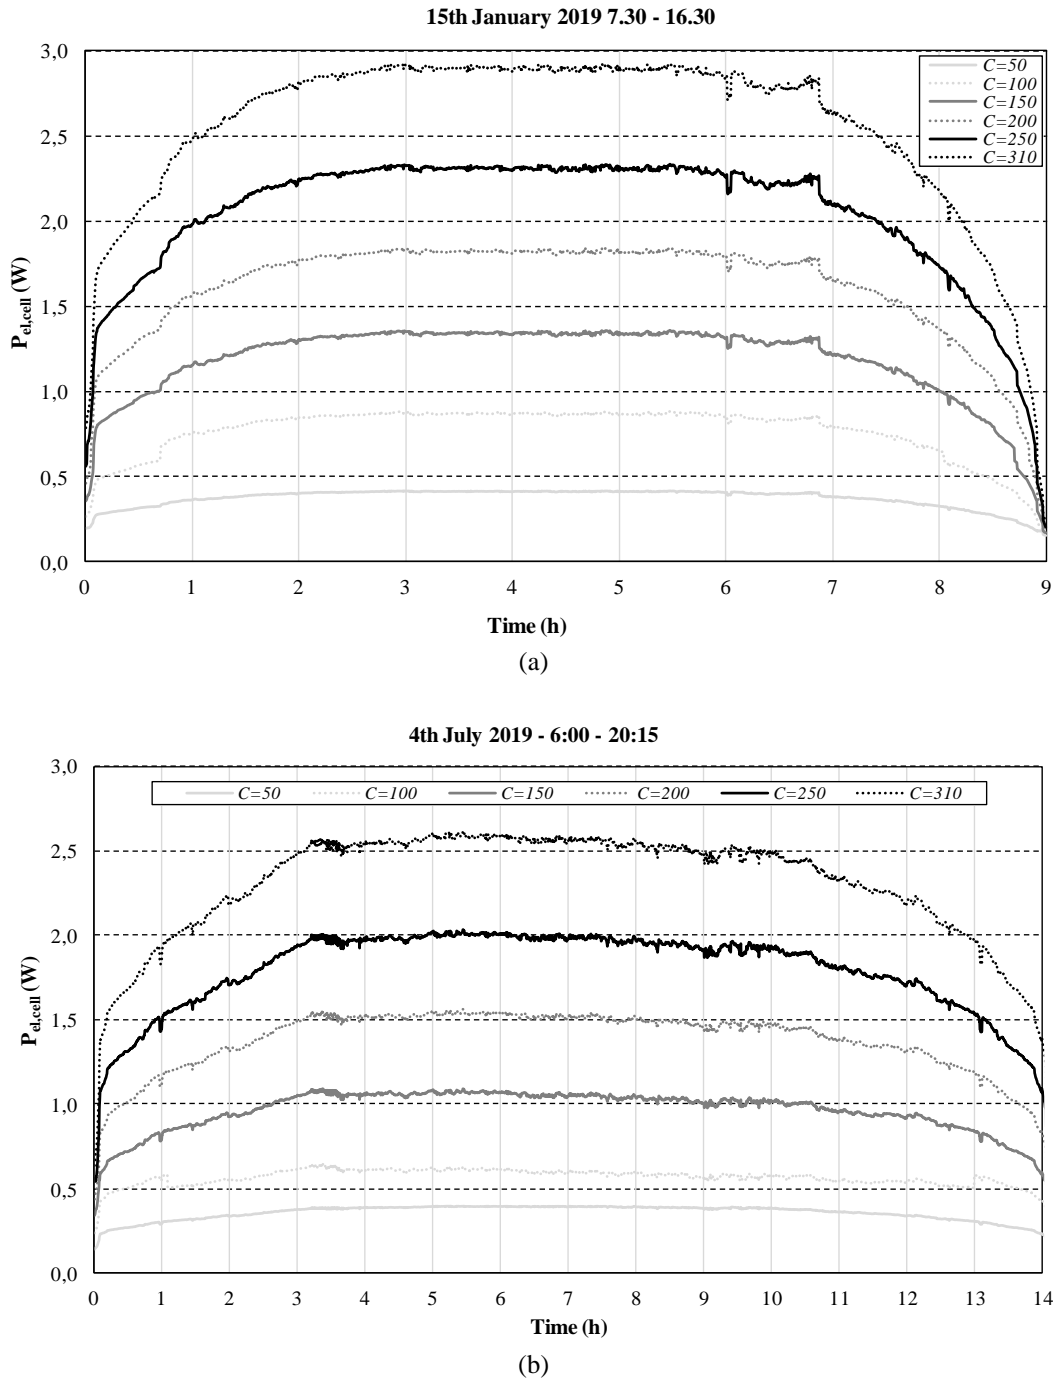 15th January 2019 7.30 - 16.30
3,0
2,5
2,0
1,5
1,0
0,5
0,0
P el,cell (W)
C=50
C=100
C=150
C=200
C=250
C=310
0 1 2 3 4 5 6 7 8 9
Time (h)
(a)
4th July 2019 - 6:00 - 20:15
3,0
2,5
2,0
1,5
1,0
0,5
0,0
P el,cell (W)
C=50 C=100 C=150 C=200 C=250 C=310
0 1 2 3 4 5 6 7 8 9 10 11 12 13 14
Time (h)
(b)